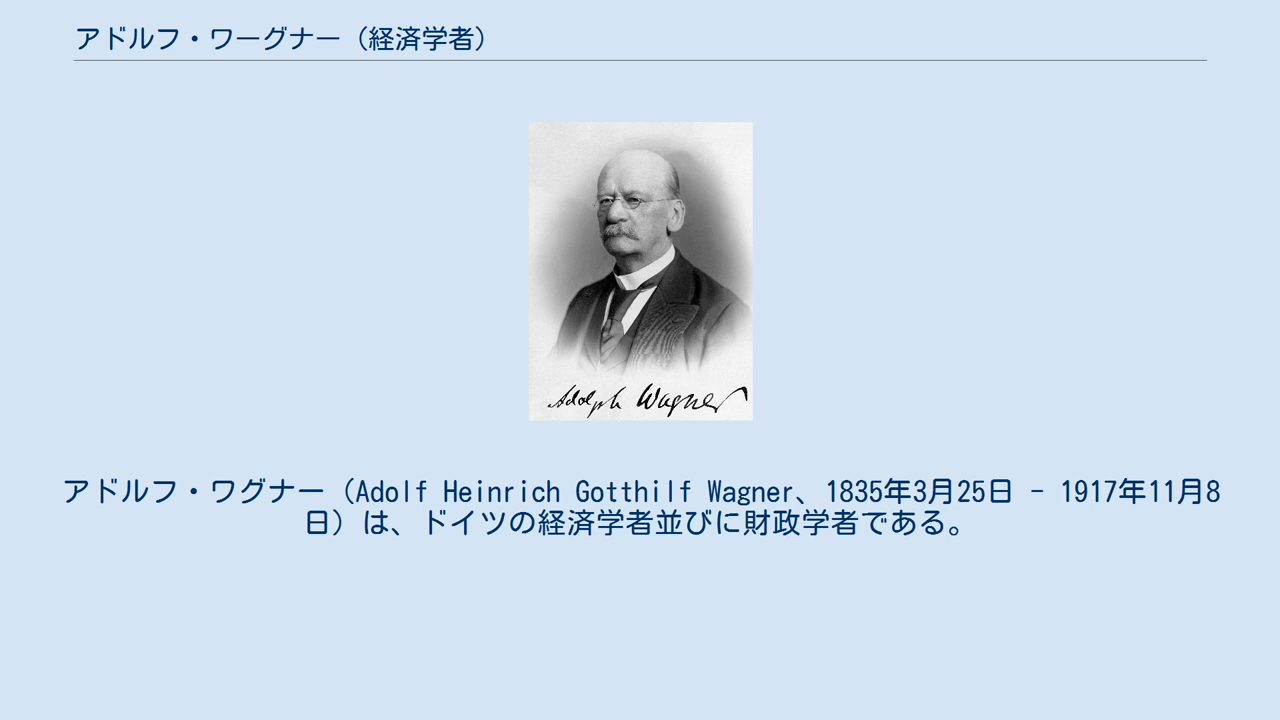 アドルフ・ワーグナー（経済学者）
Adolph Wagner
アドルフ・ワグナー（Adolf Heinrich Gotthilf Wagner、1835年3月25日 - 1917年11月8
日）は、ドイツの経済学者並びに財政学者である。